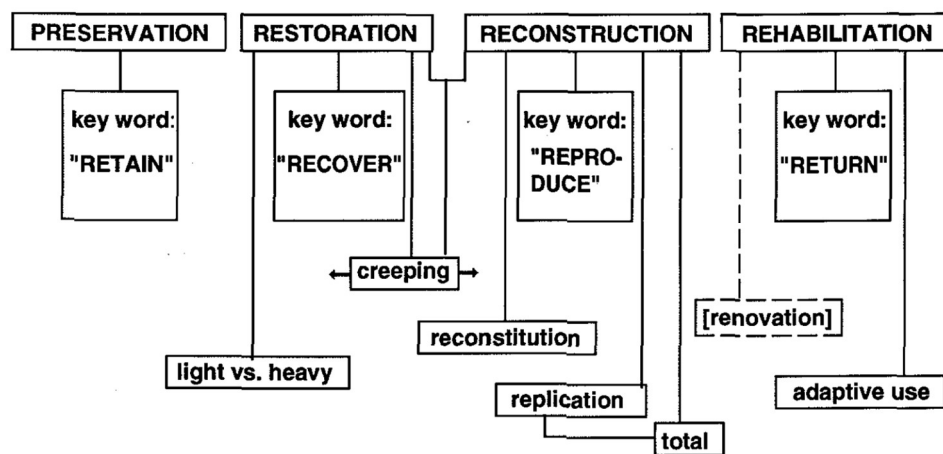 PRESERVATION
RESTORATION
RECONSTRUCTION
REHABILITATION
key word:
"RETAIN"
key word:
"RECOVER"
key word:
"REPRO-
DUCE"
key word:
"RETURN"
creeping
[renovation]
reconstitution
light vs. heavy
adaptive use
replication
total